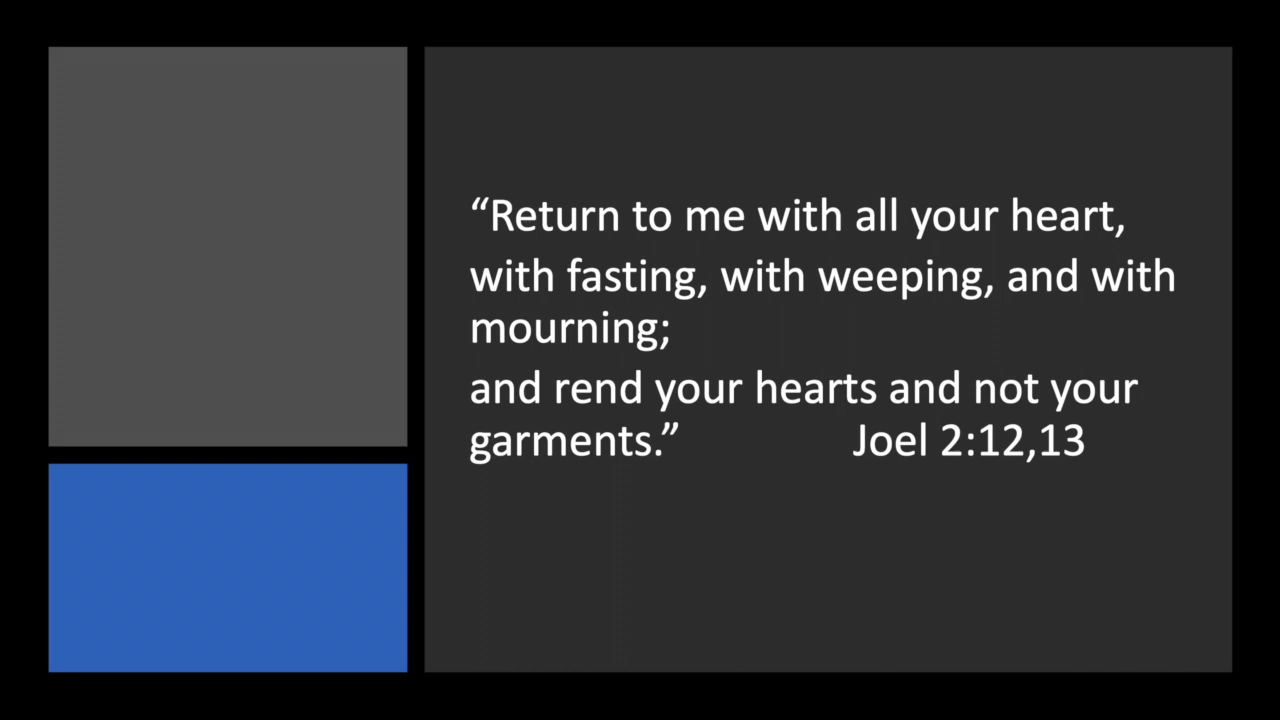 “Return to me with all your heart,
with fasting, with weeping, and with
mourning;
and rend your hearts and not your
garments.” Joel 2:12,13